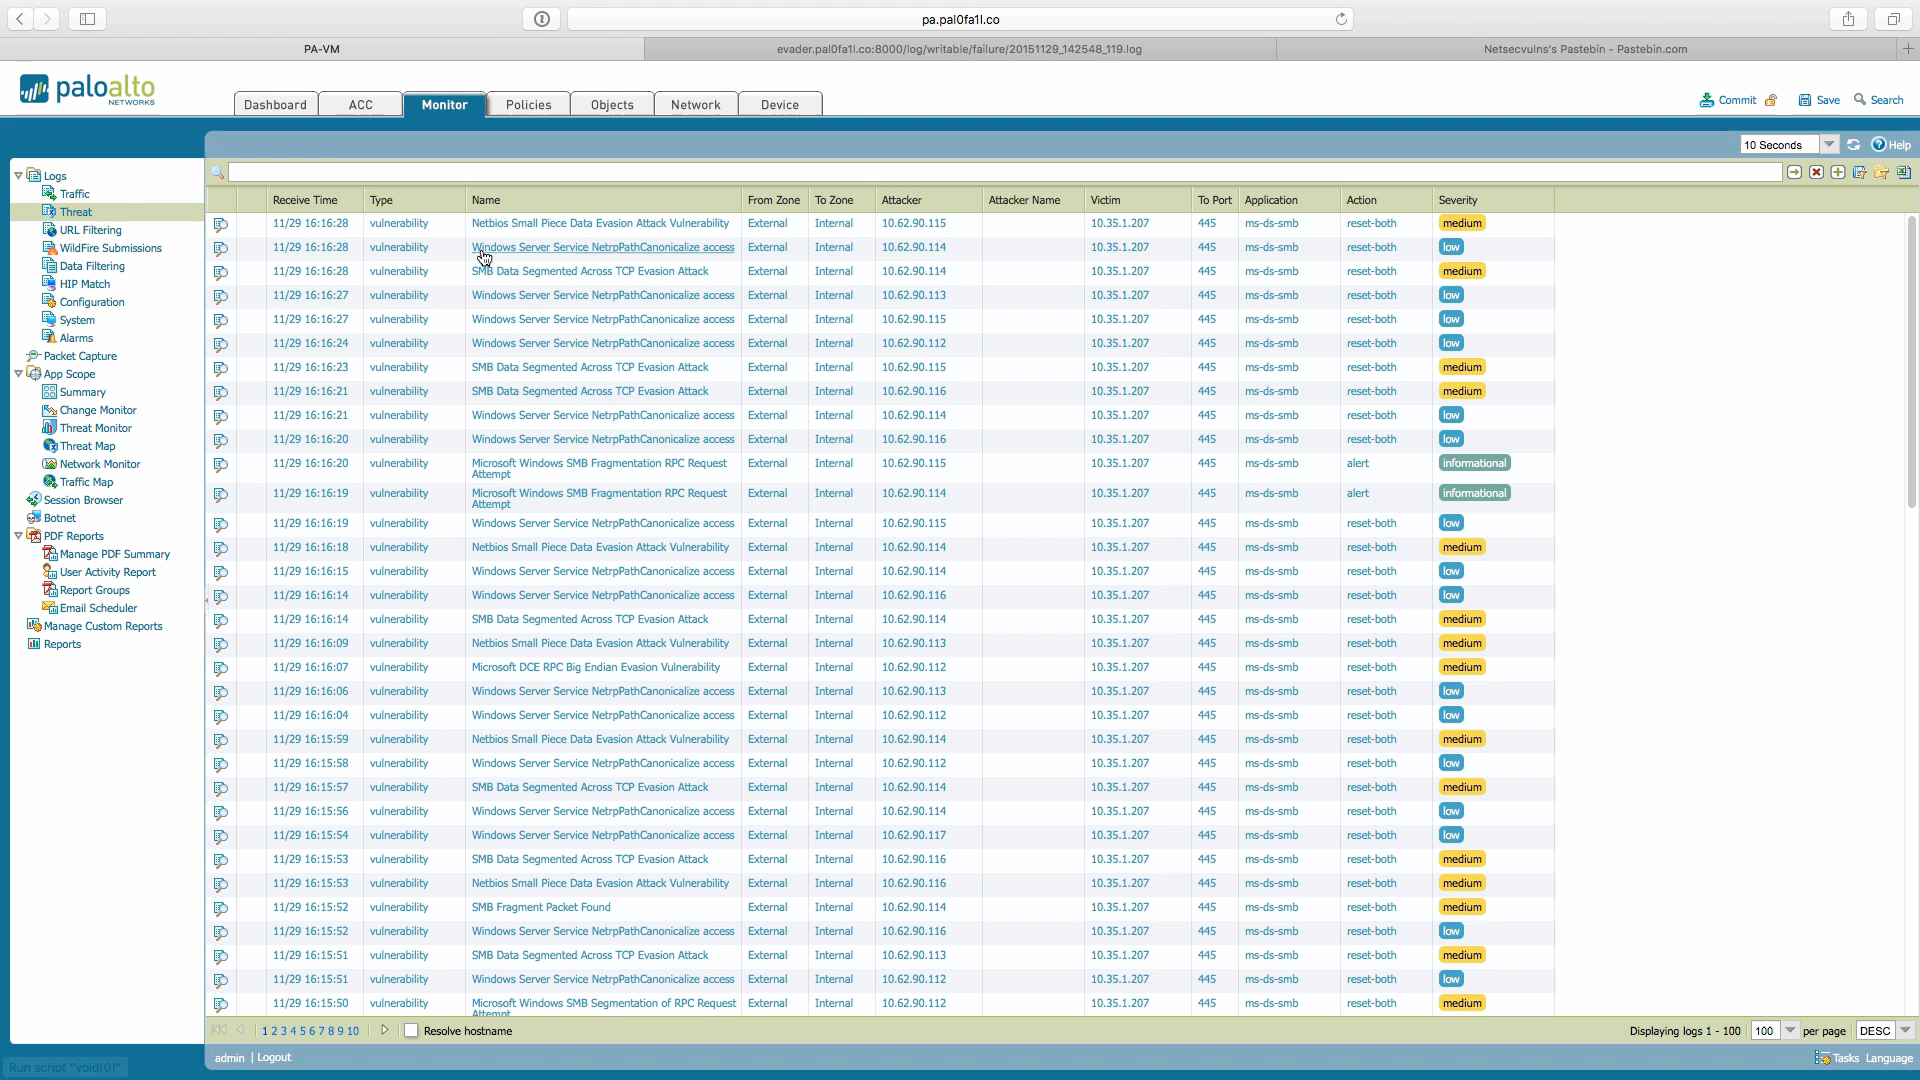 pa.pal0fa1l.co
PA-VM
evader.pal0fa1l.co:8000/log/writable/failure/20151129_142548_119.log
Netsecvulns's Pastebin - Pastebin.com
paloalto
NETWORKS
Dashboard ACC Monitor Policies Objects Network Device
Commit Save Search
10 Seconds Help
Logs
Traffic
Threat
URL Filtering
WildFire Submissions
Data Filtering
HIP Match
Configuration
System
Alarms
Packet Capture
App Scope
Summary
Change Monitor
Threat Monitor
Threat Map
Network Monitor
Traffic Map
Session Browser
Botnet
PDF Reports
Manage PDF Summary
User Activity Report
Report Groups
Email Scheduler
Manage Custom Reports
Reports
Receive Time Type Name From Zone To Zone Attacker Attacker Name Victim To Port Application Action Severity
11/29 16:16:28 vulnerability Netbios Small Piece Data Evasion Attack Vulnerability External Internal 10.62.90.115 10.35.1.207 445 ms-ds-smb reset-both medium
11/29 16:16:28 vulnerability Windows Server Service NetrpPathCanonicalize access External Internal 10.62.90.114 10.35.1.207 445 ms-ds-smb reset-both low
11/29 16:16:28 vulnerability SMB Data Segmented Across TCP Evasion Attack External Internal 10.62.90.114 10.35.1.207 445 ms-ds-smb reset-both medium
11/29 16:16:27 vulnerability Windows Server Service NetrpPathCanonicalize access External Internal 10.62.90.113 10.35.1.207 445 ms-ds-smb reset-both low
11/29 16:16:27 vulnerability Windows Server Service NetrpPathCanonicalize access External Internal 10.62.90.115 10.35.1.207 445 ms-ds-smb reset-both low
11/29 16:16:24 vulnerability Windows Server Service NetrpPathCanonicalize access External Internal 10.62.90.112 10.35.1.207 445 ms-ds-smb reset-both low
11/29 16:16:23 vulnerability SMB Data Segmented Across TCP Evasion Attack External Internal 10.62.90.115 10.35.1.207 445 ms-ds-smb reset-both medium
11/29 16:16:21 vulnerability SMB Data Segmented Across TCP Evasion Attack External Internal 10.62.90.116 10.35.1.207 445 ms-ds-smb reset-both medium
11/29 16:16:21 vulnerability Windows Server Service NetrpPathCanonicalize access External Internal 10.62.90.114 10.35.1.207 445 ms-ds-smb reset-both low
11/29 16:16:20 vulnerability Windows Server Service NetrpPathCanonicalize access External Internal 10.62.90.116 10.35.1.207 445 ms-ds-smb reset-both low
11/29 16:16:20 vulnerability Microsoft Windows SMB Fragmentation RPC Request External Internal 10.62.90.115 10.35.1.207 445 ms-ds-smb alert informational
Attempt
11/29 16:16:19 vulnerability Microsoft Windows SMB Fragmentation RPC Request External Internal 10.62.90.114 10.35.1.207 445 ms-ds-smb alert informational
Attempt
11/29 16:16:19 vulnerability Windows Server Service NetrpPathCanonicalize access External Internal 10.62.90.115 10.35.1.207 445 ms-ds-smb reset-both low
11/29 16:16:18 vulnerability Netbios Small Piece Data Evasion Attack Vulnerability External Internal 10.62.90.114 10.35.1.207 445 ms-ds-smb reset-both medium
11/29 16:16:15 vulnerability Windows Server Service NetrpPathCanonicalize access External Internal 10.62.90.114 10.35.1.207 445 ms-ds-smb reset-both low
11/29 16:16:14 vulnerability Windows Server Service NetrpPathCanonicalize access External Internal 10.62.90.116 10.35.1.207 445 ms-ds-smb reset-both low
11/29 16:16:14 vulnerability SMB Data Segmented Across TCP Evasion Attack External Internal 10.62.90.114 10.35.1.207 445 ms-ds-smb reset-both medium
11/29 16:16:09 vulnerability Netbios Small Piece Data Evasion Attack Vulnerability External Internal 10.62.90.113 10.35.1.207 445 ms-ds-smb reset-both medium
11/29 16:16:07 vulnerability Microsoft DCE RPC Big Endian Evasion Vulnerability External Internal 10.62.90.112 10.35.1.207 445 ms-ds-smb reset-both medium
11/29 16:16:06 vulnerability Windows Server Service NetrpPathCanonicalize access External Internal 10.62.90.113 10.35.1.207 445 ms-ds-smb reset-both low
11/29 16:16:04 vulnerability Windows Server Service NetrpPathCanonicalize access External Internal 10.62.90.112 10.35.1.207 445 ms-ds-smb reset-both low
11/29 16:15:59 vulnerability Netbios Small Piece Data Evasion Attack Vulnerability External Internal 10.62.90.114 10.35.1.207 445 ms-ds-smb reset-both medium
11/29 16:15:58 vulnerability Windows Server Service NetrpPathCanonicalize access External Internal 10.62.90.112 10.35.1.207 445 ms-ds-smb reset-both low
11/29 16:15:57 vulnerability SMB Data Segmented Across TCP Evasion Attack External Internal 10.62.90.114 10.35.1.207 445 ms-ds-smb reset-both medium
11/29 16:15:56 vulnerability Windows Server Service NetrpPathCanonicalize access External Internal 10.62.90.114 10.35.1.207 445 ms-ds-smb reset-both low
11/29 16:15:54 vulnerability Windows Server Service NetrpPathCanonicalize access External Internal 10.62.90.117 10.35.1.207 445 ms-ds-smb reset-both low
11/29 16:15:53 vulnerability SMB Data Segmented Across TCP Evasion Attack External Internal 10.62.90.116 10.35.1.207 445 ms-ds-smb reset-both medium
11/29 16:15:53 vulnerability Netbios Small Piece Data Evasion Attack Vulnerability External Internal 10.62.90.116 10.35.1.207 445 ms-ds-smb reset-both medium
11/29 16:15:52 vulnerability SMB Fragment Packet Found External Internal 10.62.90.114 10.35.1.207 445 ms-ds-smb reset-both medium
11/29 16:15:52 vulnerability Windows Server Service NetrpPathCanonicalize access External Internal 10.62.90.116 10.35.1.207 445 ms-ds-smb reset-both low
11/29 16:15:51 vulnerability SMB Data Segmented Across TCP Evasion Attack External Internal 10.62.90.113 10.35.1.207 445 ms-ds-smb reset-both medium
11/29 16:15:51 vulnerability Windows Server Service NetrpPathCanonicalize access External Internal 10.62.90.112 10.35.1.207 445 ms-ds-smb reset-both low
11/29 16:15:50 vulnerability Microsoft Windows SMB Segmentation of RPC Request External Internal 10.62.90.112 10.35.1.207 445 ms-ds-smb reset-both medium
Attempt
1 2 3 4 5 6 7 8 9 10 Resolve hostname Displaying logs 1 - 100 100 per page DESC
admin | Logout Tasks Language
Run script "void(0)"